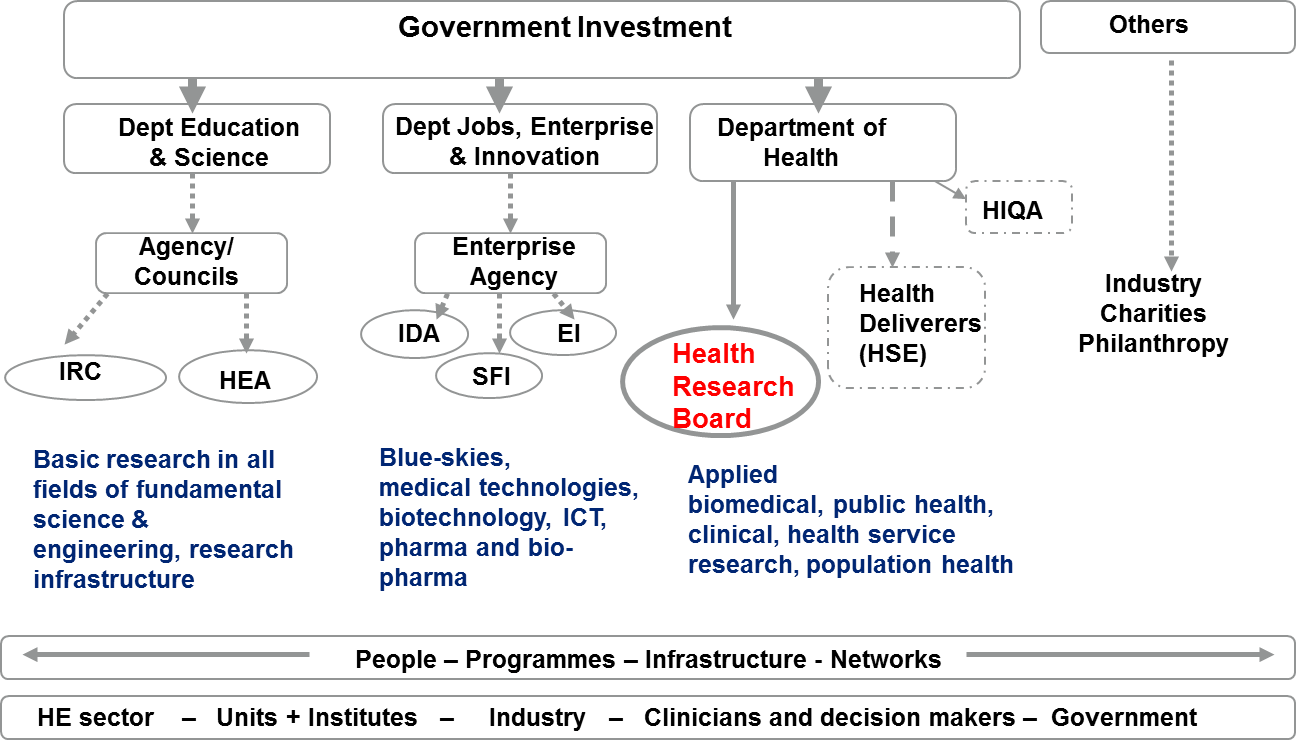 Government Investment
Others
Dept Education
& Science
Dept Jobs, Enterprise
& Innovation
Department of
Health
HIQA
Agency/
Councils
Enterprise
Agency
Health
Deliverers
(HSE)
Industry
Charities
Philanthropy
IRC
HEA
IDA
SFI
EI
Health
Research
Board
Basic research in all
fields of fundamental
science &
engineering, research
infrastructure
Blue-skies,
medical technologies,
biotechnology, ICT,
pharma and bio-
pharma
Applied
biomedical, public health,
clinical, health service
research, population health
People – Programmes – Infrastructure - Networks
HE sector – Units + Institutes – Industry – Clinicians and decision makers – Government